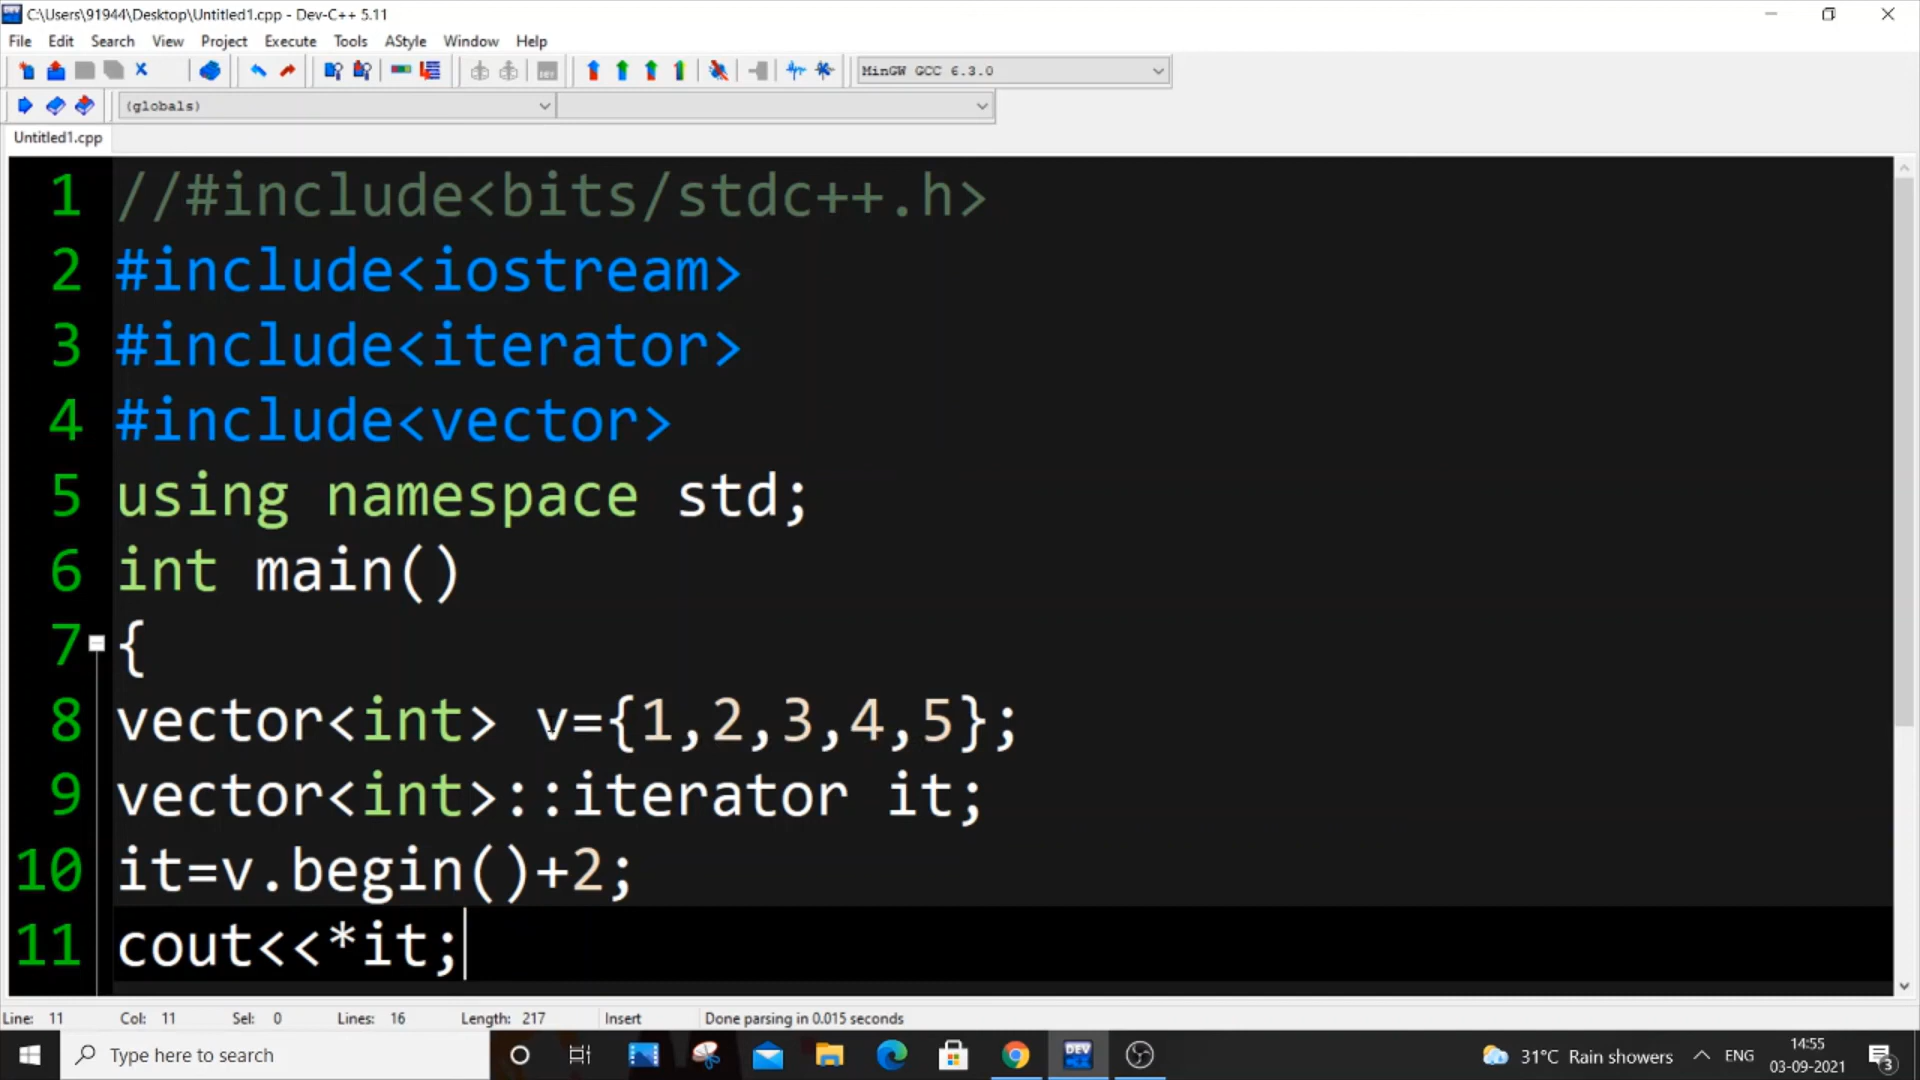 C:\Users\91944\Desktop\Untitled1.cpp - Dev-C++ 5.11
File Edit Search View Project Execute Tools AStyle Window Help
MinGW GCC 6.3.0
(globals)
Untitled1.cpp
1 //#include<bits/stdc++.h>
2 #include<iostream>
3 #include<iterator>
4 #include<vector>
5 using namespace std;
6 int main()
7 {
8 vector<int> v={1,2,3,4,5};
9 vector<int>::iterator it;
10 it=v.begin()+2;
11 cout<<*it;
Line: 11 Col: 11 Sel: 0 Lines: 16 Length: 217 Insert Done parsing in 0.015 seconds
Type here to search
DEV
31°C Rain showers
ENG
14:55
03-09-2021
3